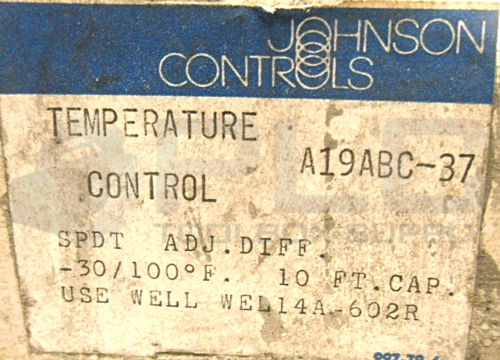 JOHNSON
CONTROLS
TEMPERATURE
A19ABC-37
CONTROL
SPDT ADJ.DIFF.
-30/100°F. 10 FT.CAP.
USE WELL WEL14A-602R